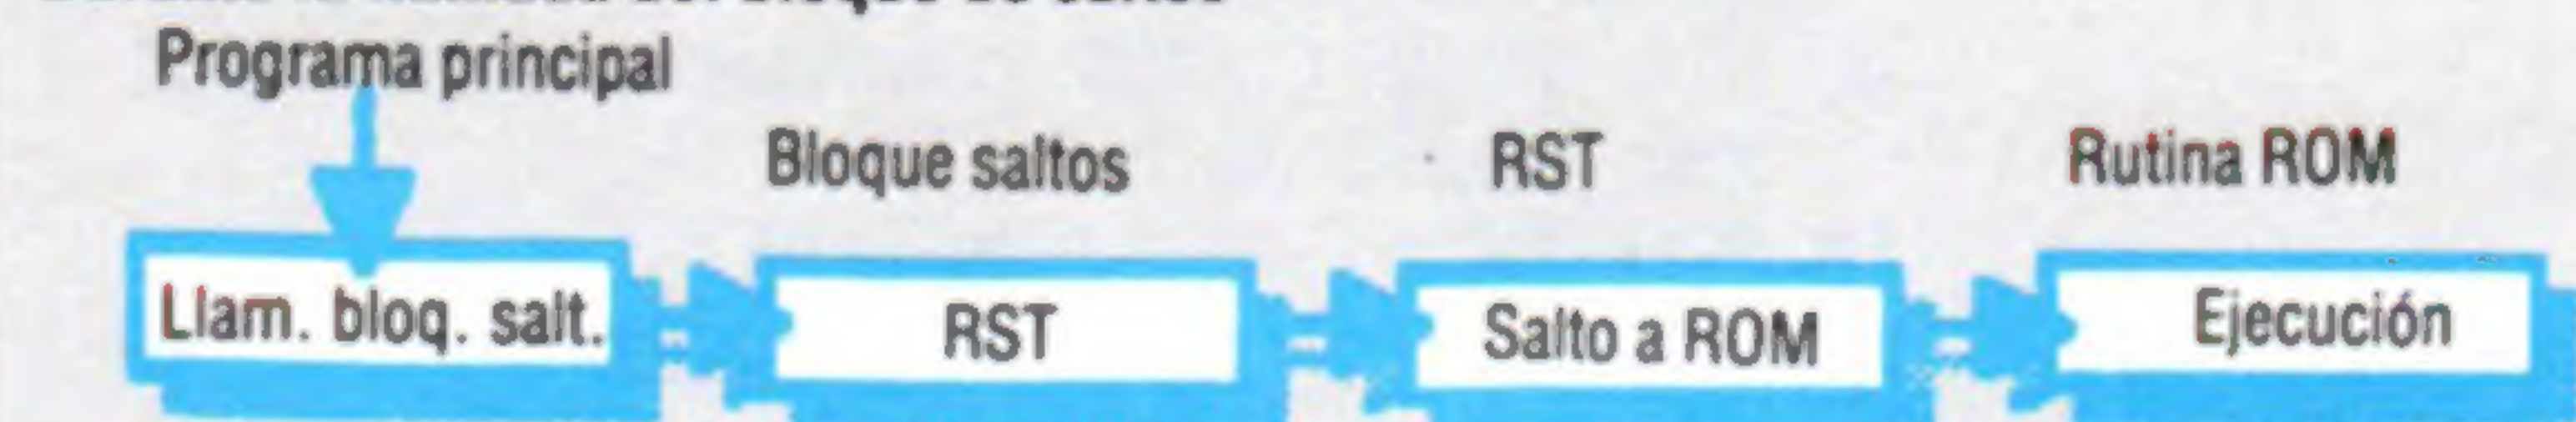 Programa principal
Bloque saltos
RST
Rutina ROM
Llam. bloq. salt.
RST
Salto a ROM
Ejecución